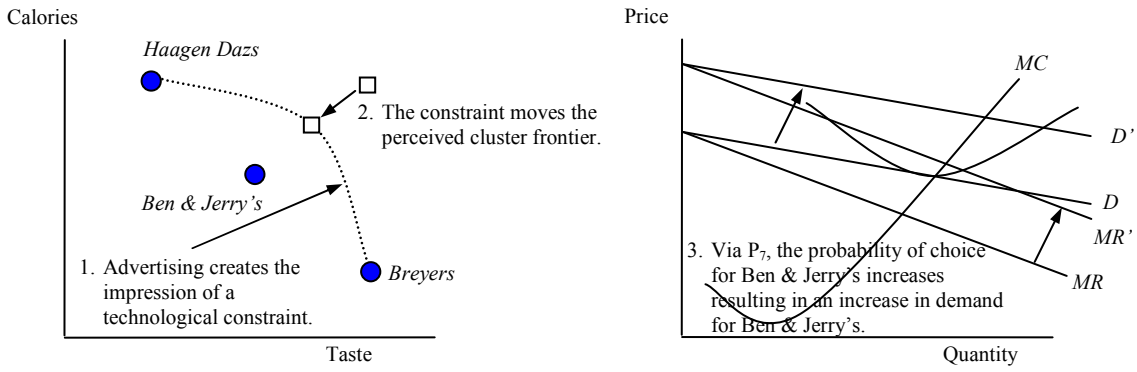 Calories
Haagen Dazs
2. The constraint moves the
perceived cluster frontier.
Ben & Jerry’s
1. Advertising creates the
impression of a
technological constraint.
Breyers
Taste
Price
MC
D’
D
MR’
3. Via P₇, the probability of choice
for Ben & Jerry’s increases
resulting in an increase in demand
for Ben & Jerry’s.
MR
Quantity